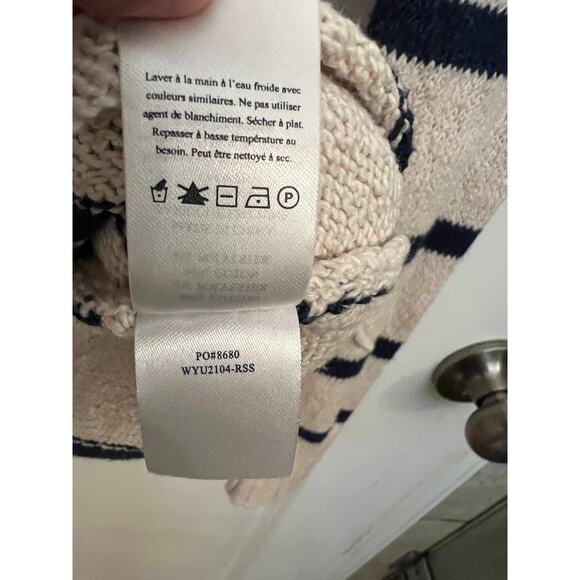 Laver à la main à l'eau froide avec
couleurs similaires. Ne pas utiliser
agent de blanchiment. Sécher à plat.
Repasser à basse température au
besoin. Peut être nettoyé à sec.
P
PO#8680
WYU2104-RSS